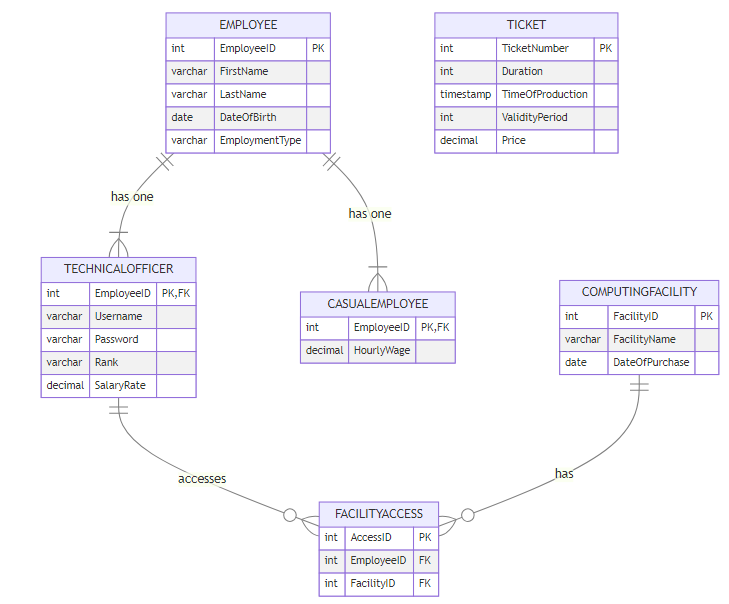 EMPLOYEE
int EmployeeID PK
varchar FirstName
varchar LastName
date DateOfBirth
varchar EmploymentType
TICKET
int TicketNumber PK
int Duration
timestamp TimeOfProduction
int ValidityPeriod
decimal Price
has one
has one
TECHNICALOFFICER
int EmployeeID PK,FK
varchar Username
varchar Password
varchar Rank
decimal SalaryRate
CASUALEMPLOYEE
int EmployeeID PK,FK
decimal HourlyWage
COMPUTINGFACILITY
int FacilityID PK
varchar FacilityName
date DateOfPurchase
accesses
has
FACILITYACCESS
int AccessID PK
int EmployeeID FK
int FacilityID FK